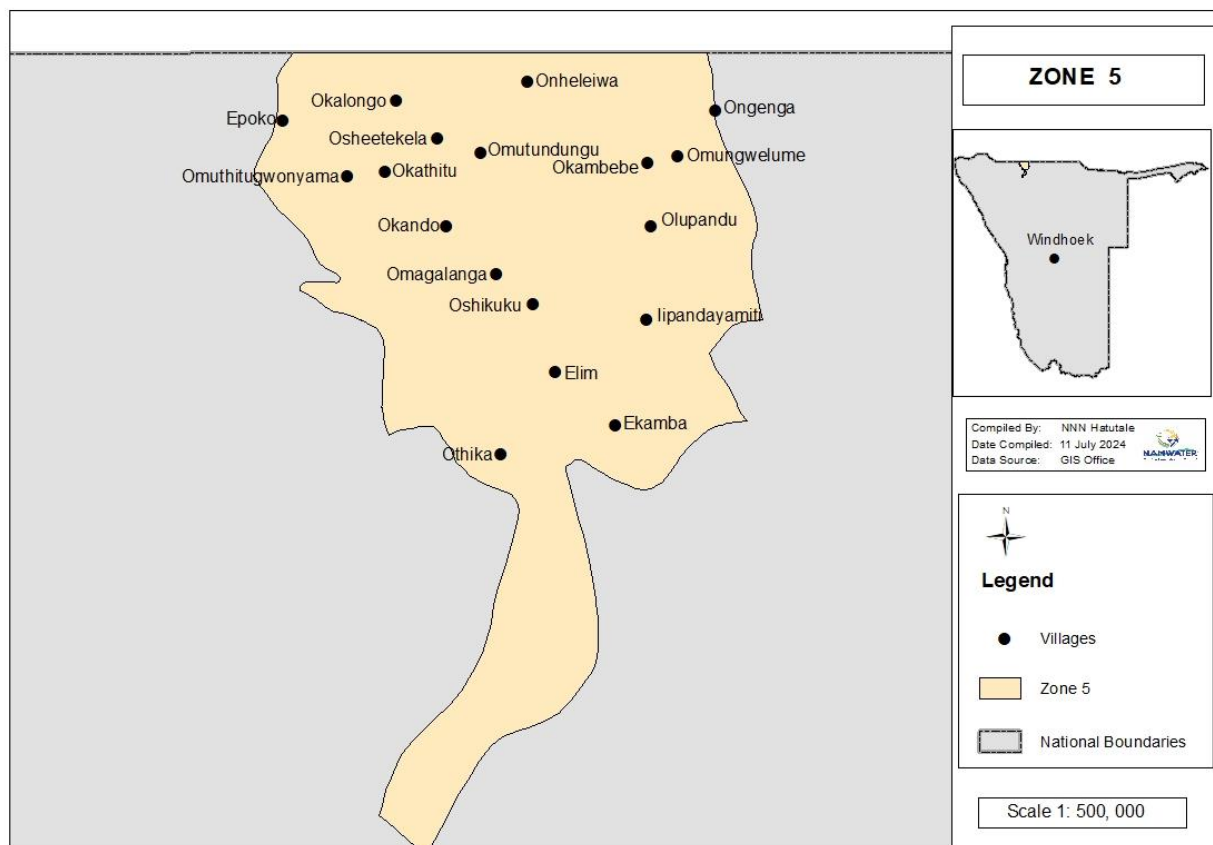 ZONE 5
Onheleiwa
Okalongo
Ongenga
Epoko
Osheetekela
Omutundungu
Omungwelume
Okambebe
Okathitu
Omuthitugwonyama
Okando
Olupandu
Omagalanga
Oshikuku
Iipandayamiti
Elim
Ekamba
Othika
Windhoek
Compiled By: NNN Hatutale
Date Compiled: 11 July 2024
Data Source: GIS Office
NAMWATER
N
Legend
Villages
Zone 5
National Boundaries
Scale 1: 500, 000